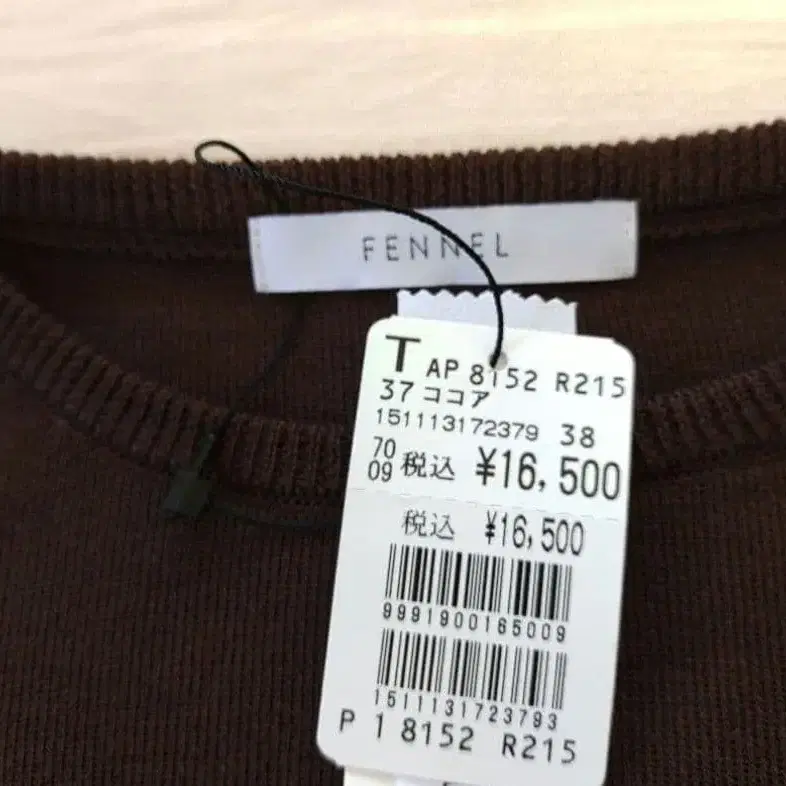 FENNEL
T AP 8152 R215
37 ココア
151113172379 38
70
09 税込 ¥16,500
税込 ¥16,500
9991900165009
1511131723793
P 1 8152 R215